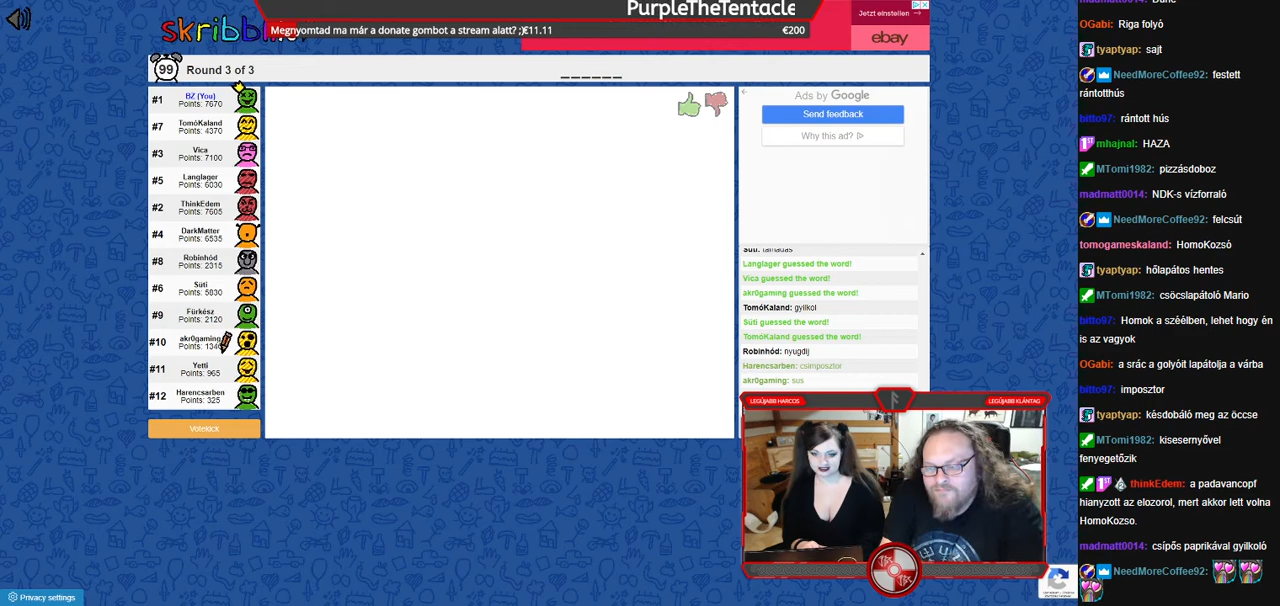 PurpleTheTentacle
skribbl
Megnyomtad ma már a donate gombot a stream alatt? ;)
€11.11
€200
Jetzt einstellen →
ebay
99
Round 3 of 3
______
#1 BZ (You)
Points: 7670
#7 TomóKaland
Points: 4370
#3 Vica
Points: 7100
#5 Langlager
Points: 6030
#2 ThinkEdem
Points: 7605
#4 DarkMatter
Points: 6535
#8 Robinhód
Points: 2315
#6 Süti
Points: 5830
#9 Fürkész
Points: 2120
#10 akr0gaming
Points: 1340
#11 Yetti
Points: 965
#12 Harencsarben
Points: 325
Votekick
Ads by Google
Send feedback
Why this ad?
Süti: támadás
Langlager guessed the word!
Vica guessed the word!
akr0gaming guessed the word!
TomóKaland: gyilkol
Süti guessed the word!
TomóKaland guessed the word!
Robinhód: nyugdij
Harencsarben: csimposztor
akr0gaming: sus
LEGÚJABB HARCOS
LEGÚJABB KLÁNTAG
OGabi: Riga folyó
tyaptyap: sajt
NeedMoreCoffee92: festett
rántotthús
bitto97: rántott hús
1ST mhajnal: HAZA
MTomi1982: pizzásdoboz
madmatt0014: NDK-s vízforraló
NeedMoreCoffee92: felcsút
tomogameskaland: HomoKozsó
tyaptyap: hőlapátos hentes
MTomi1982: csöcslapátoló Mario
bitto97: Homok a széélben, lehet hogy én
is az vagyok
OGabi: a srác a golyóit lapátolja a várba
bitto97: imposztor
tyaptyap: késdobáló meg az öccse
MTomi1982: kisesernyővel
fenyegetőzik
1ST thinkEdem: a padavancopf
hianyzott az elozorol, mert akkor lett volna
HomoKozso.
madmatt0014: csípős paprikával gyilkoló
NeedMoreCoffee92:
Privacy settings